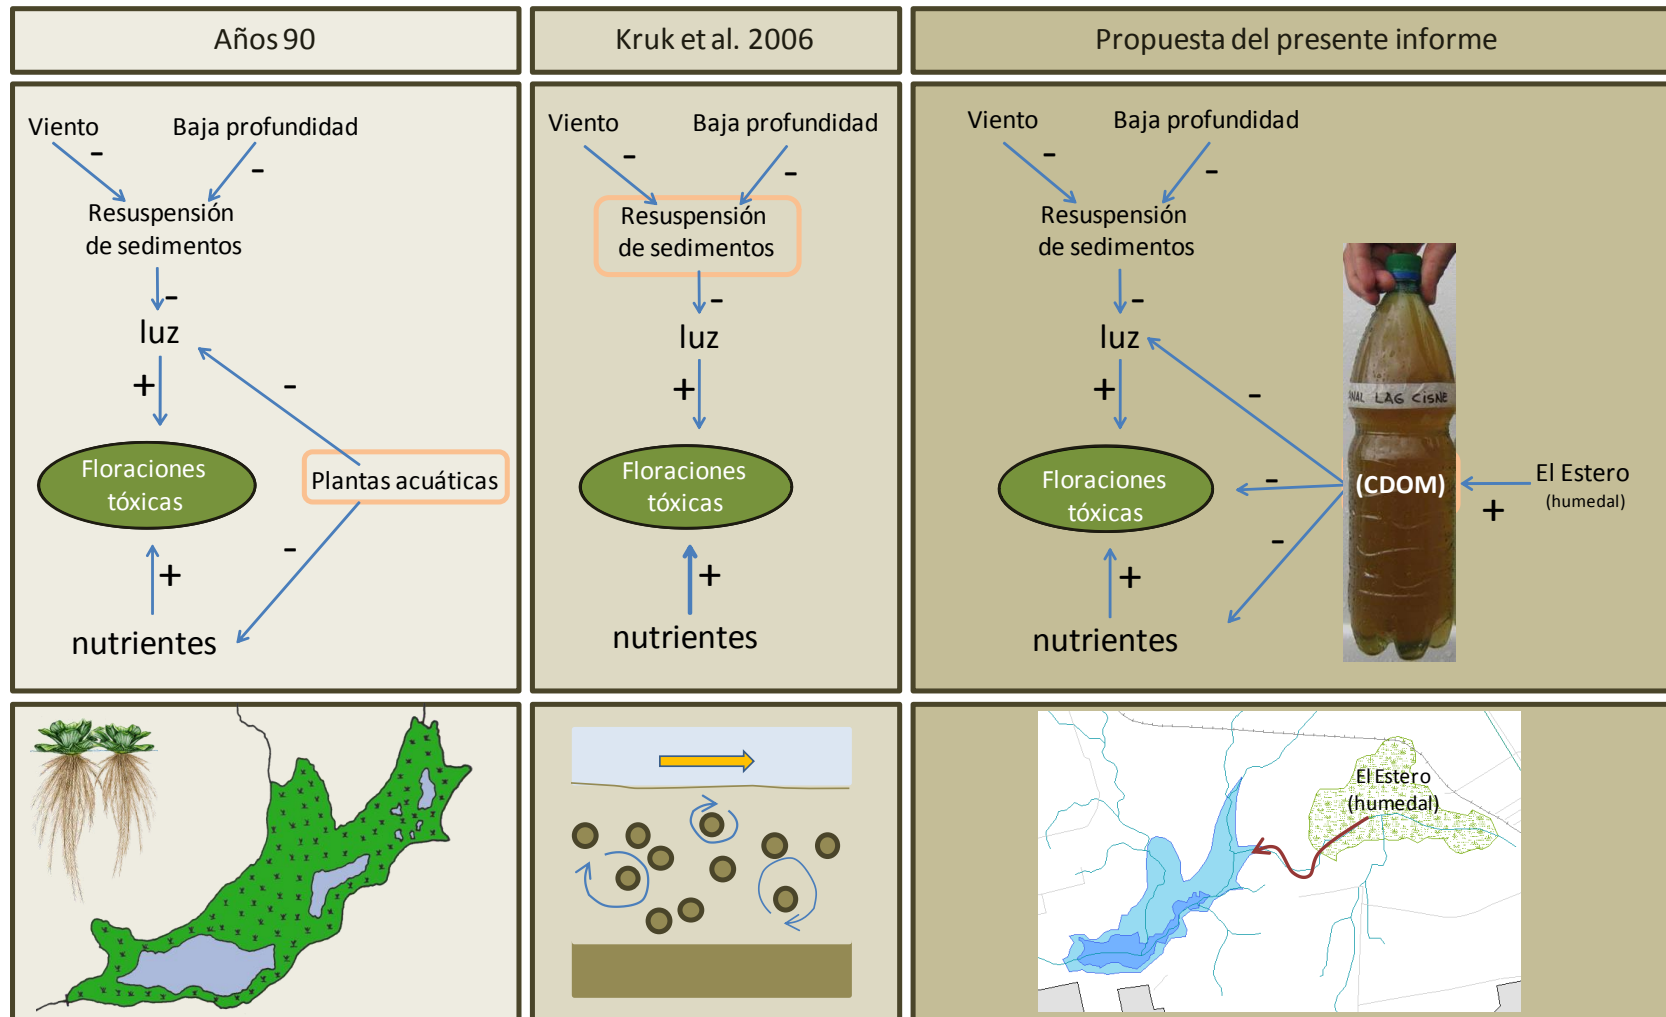 Años 90
Kruk et al. 2006
Propuesta del presente informe
Viento
Baja profundidad
-
-
Resuspensión
de sedimentos
-
luz
+
-
Floraciones
tóxicas
Plantas acuáticas
-
+
nutrientes
Viento
Baja profundidad
-
-
Resuspensión
de sedimentos
-
luz
+
Floraciones
tóxicas
+
nutrientes
Viento
Baja profundidad
-
-
Resuspensión
de sedimentos
-
luz
+
-
LAG CISNE
Floraciones
tóxicas
-
(CDOM)
El Estero
(humedal)
+
-
+
nutrientes
El Estero
(humedal)